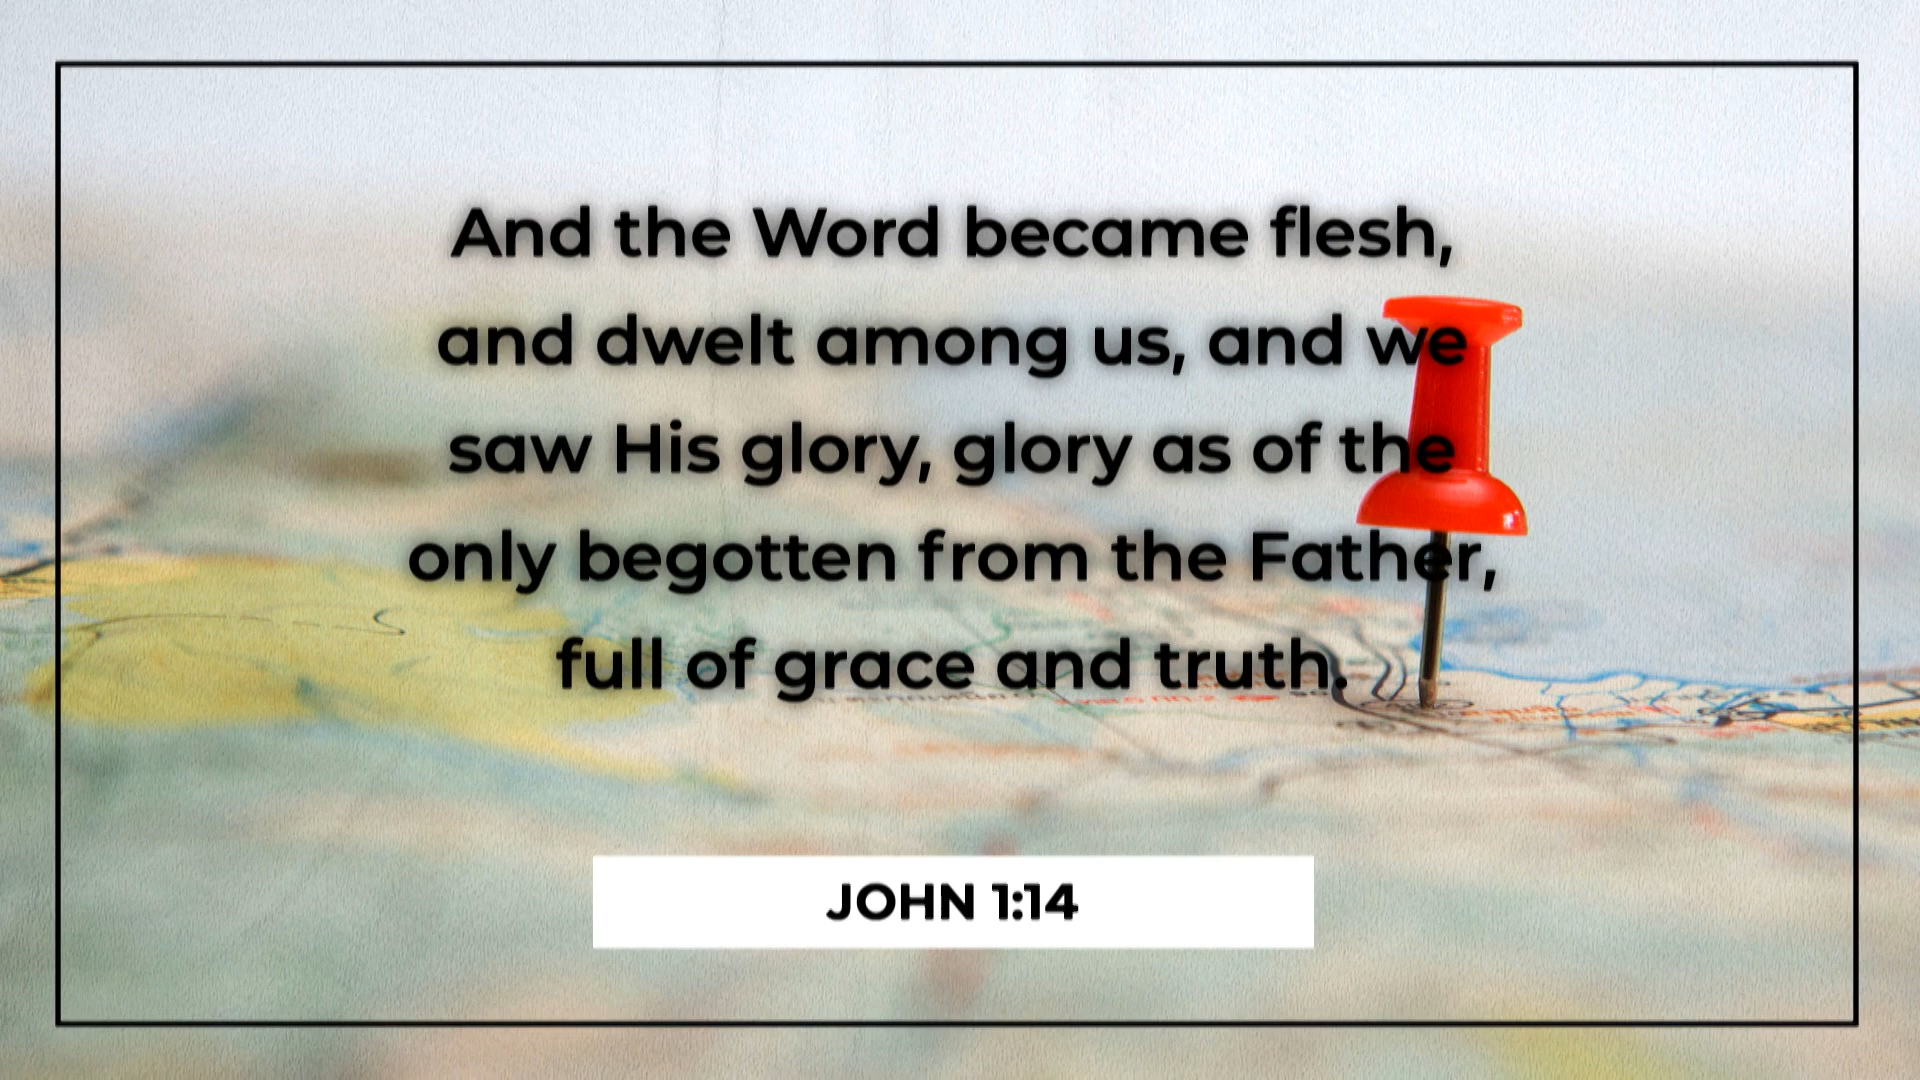 And the Word became flesh,
and dwelt among us, and we
saw His glory, glory as of the
only begotten from the Father,
full of grace and truth.
JOHN 1:14